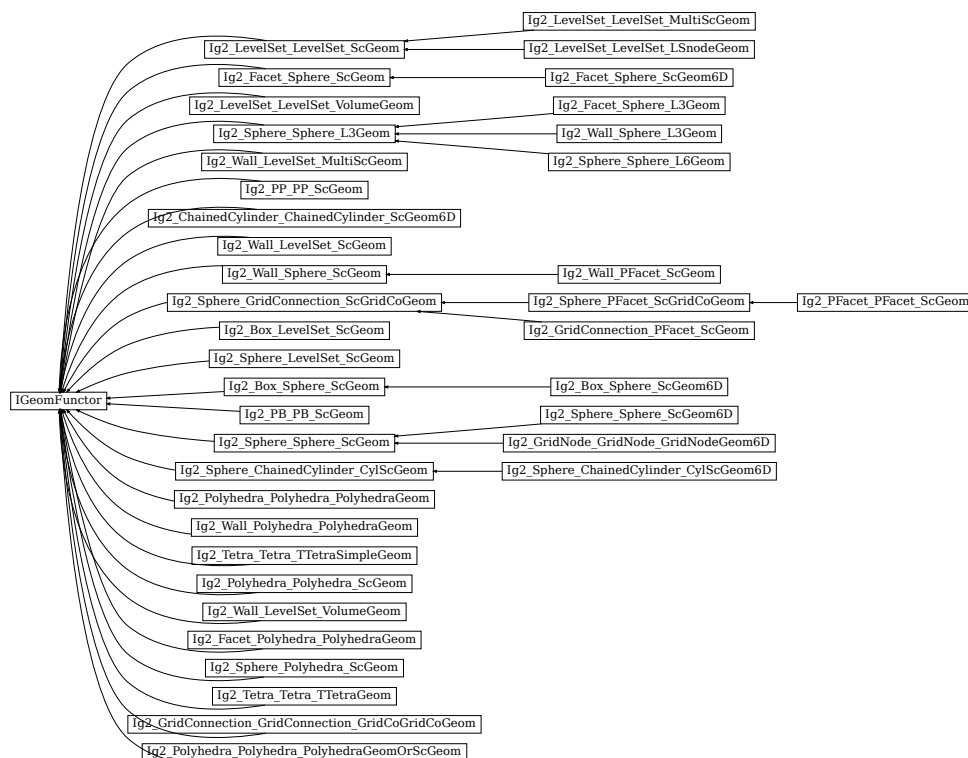 Ig2_LevelSet_LevelSet_MultiScGeom
Ig2_LevelSet_LevelSet_ScGeom
Ig2_LevelSet_LevelSet_LSnodeGeom
Ig2_Facet_Sphere_ScGeom
Ig2_Facet_Sphere_ScGeom6D
Ig2_LevelSet_LevelSet_VolumeGeom
Ig2_Facet_Sphere_L3Geom
Ig2_Sphere_Sphere_L3Geom
Ig2_Wall_Sphere_L3Geom
Ig2_Wall_LevelSet_MultiScGeom
Ig2_Sphere_Sphere_L6Geom
Ig2_PP_PP_ScGeom
Ig2_ChainedCylinder_ChainedCylinder_ScGeom6D
Ig2_Wall_LevelSet_ScGeom
Ig2_Wall_Sphere_ScGeom
Ig2_Wall_PFacet_ScGeom
Ig2_Sphere_GridConnection_ScGridCoGeom
Ig2_Sphere_PFacet_ScGridCoGeom
Ig2_PFacet_PFacet_ScGeom
Ig2_Box_LevelSet_ScGeom
Ig2_GridConnection_PFacet_ScGeom
Ig2_Sphere_LevelSet_ScGeom
Ig2_Box_Sphere_ScGeom
Ig2_Box_Sphere_ScGeom6D
IGeomFunctor
Ig2_PB_PB_ScGeom
Ig2_Sphere_Sphere_ScGeom6D
Ig2_Sphere_Sphere_ScGeom
Ig2_GridNode_GridNode_GridNodeGeom6D
Ig2_Sphere_ChainedCylinder_CylScGeom
Ig2_Sphere_ChainedCylinder_CylScGeom6D
Ig2_Polyhedra_Polyhedra_PolyhedraGeom
Ig2_Wall_Polyhedra_PolyhedraGeom
Ig2_Tetra_Tetra_TTetraSimpleGeom
Ig2_Polyhedra_Polyhedra_ScGeom
Ig2_Wall_LevelSet_VolumeGeom
Ig2_Facet_Polyhedra_PolyhedraGeom
Ig2_Sphere_Polyhedra_ScGeom
Ig2_Tetra_Tetra_TTetraGeom
Ig2_GridConnection_GridConnection_GridCoGridCoGeom
Ig2_Polyhedra_Polyhedra_PolyhedraGeomOrScGeom